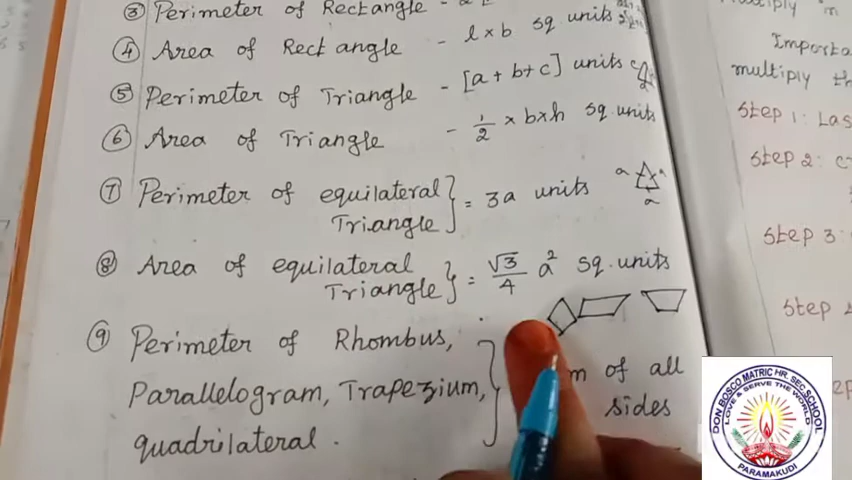 ③ Perimeter of Rectangle -
④ Area of Rectangle - l×b sq units
⑤ Perimeter of Triangle - [a+b+c] units
⑥ Area of Triangle - 1/2 ×b×h sq.units
⑦ Perimeter of equilateral
Triangle } = 3a units
a a
a
⑧ Area of equilateral
Triangle } = √3/4 a² sq.units
⑨ Perimeter of Rhombus,
Parallelogram, Trapezium, of all
quadrilateral. sides
multiply th
Step 1: Las
Step 2:
Step 3:
Step
DON BOSCO MATRIC HR. SEC. SCHOOL
LOVE & SERVE THE WORLD
PARAMAKUDI